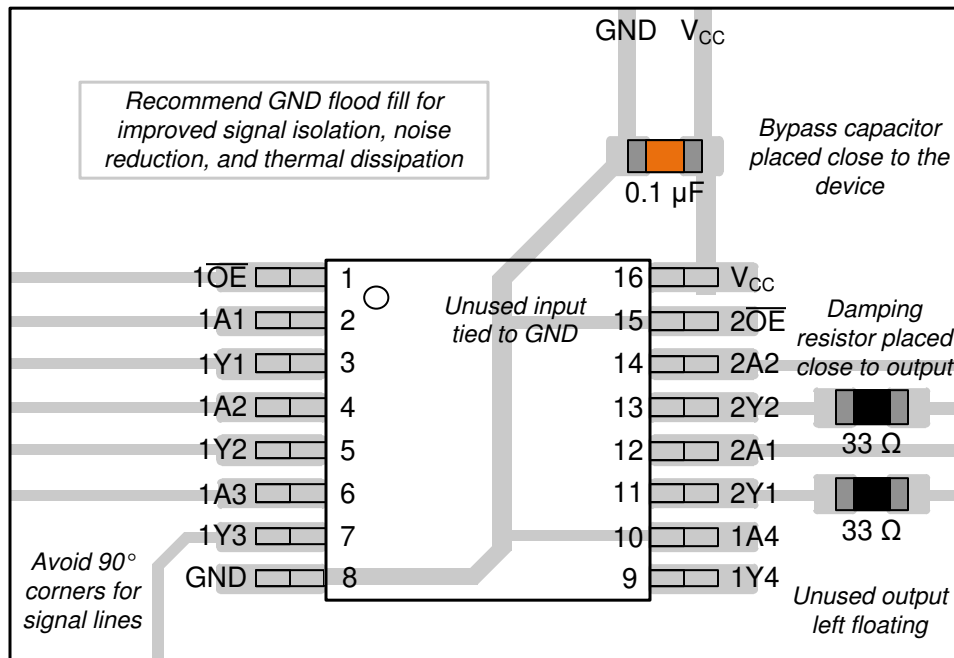 GND V_CC
Recommend GND flood fill for
improved signal isolation, noise
reduction, and thermal dissipation
Bypass capacitor
placed close to the
device
0.1 µF
1O̅E̅ 1 16 V_CC
1A1 2 15 2O̅E̅
1Y1 3 14 2A2
1A2 4 13 2Y2
1Y2 5 12 2A1
1A3 6 11 2Y1
1Y3 7 10 1A4
GND 8 9 1Y4
Unused input
tied to GND
Damping
resistor placed
close to output
33 Ω
33 Ω
Avoid 90°
corners for
signal lines
Unused output
left floating